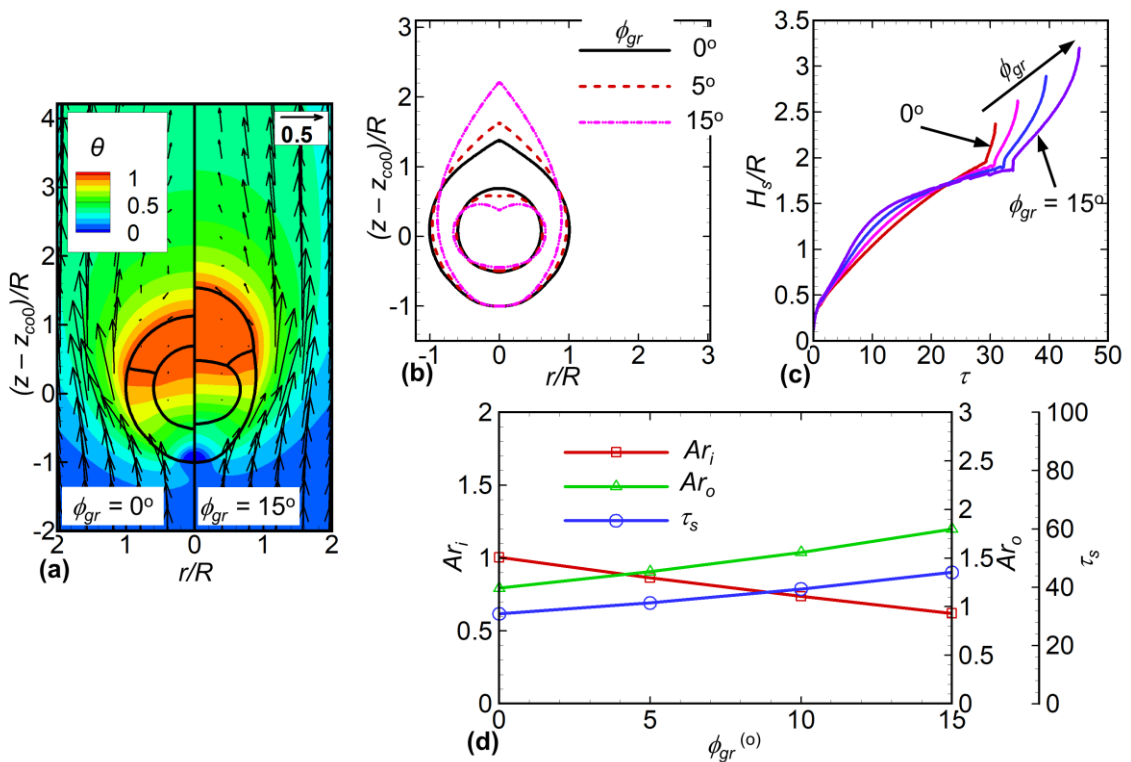 4
3
2
1
0
-1
-2
(z – z_co0)/R
θ
1
0.5
0
0.5
ϕ_gr = 0°
ϕ_gr = 15°
2
1
0
1
2
r/R
(a)
3
2
1
0
-1
(z – z_co0)/R
ϕ_gr
0°
5°
15°
-1
0
1
2
3
r/R
(b)
3.5
3
2.5
2
1.5
1
0.5
0
H_s/R
ϕ_gr
0°
ϕ_gr = 15°
0
10
20
30
40
50
τ
(c)
2
1.5
1
0.5
0
Ar_i
Ar_i
Ar_o
τ_s
3
2.5
2
1.5
1
0.5
0
Ar_o
100
80
60
40
20
0
τ_s
0
5
10
15
ϕ_gr (o)
(d)